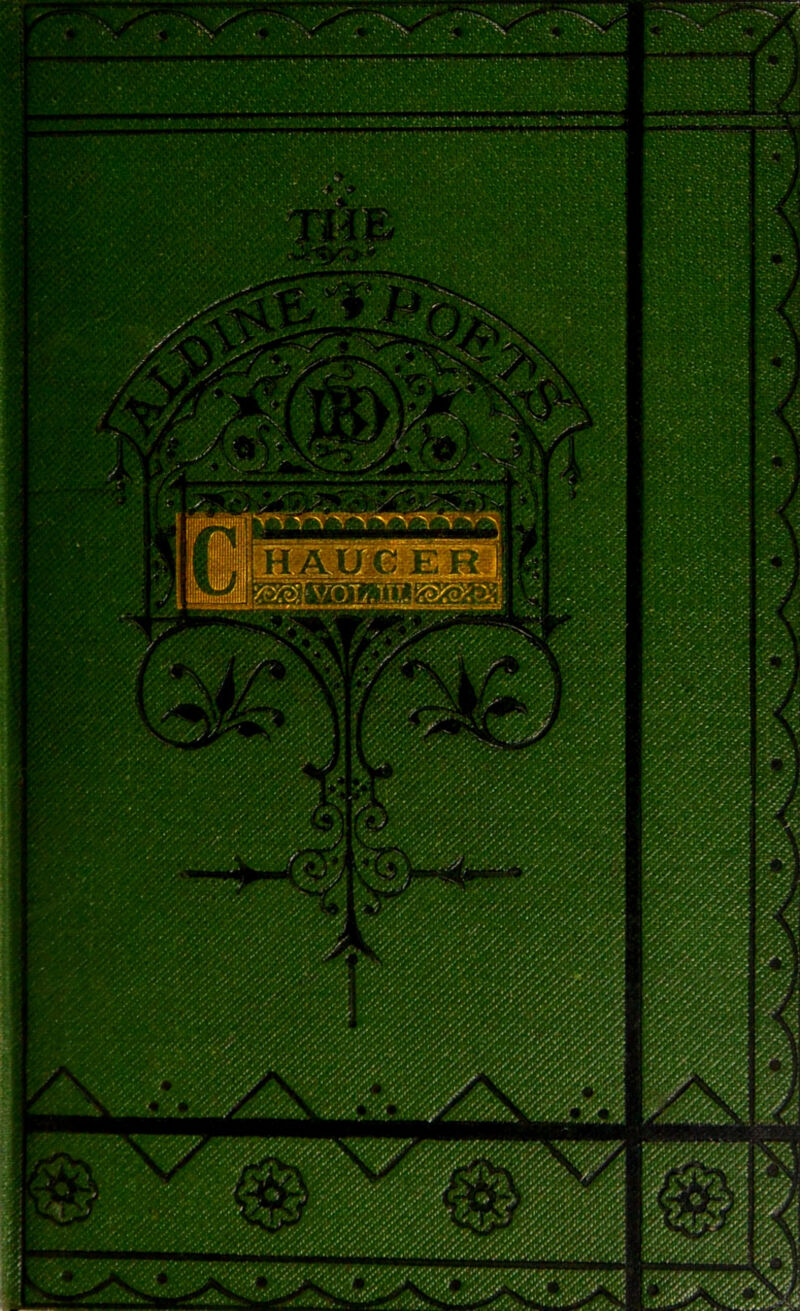 THE
ALDINE POETS
CHAUCER
VOL. III.